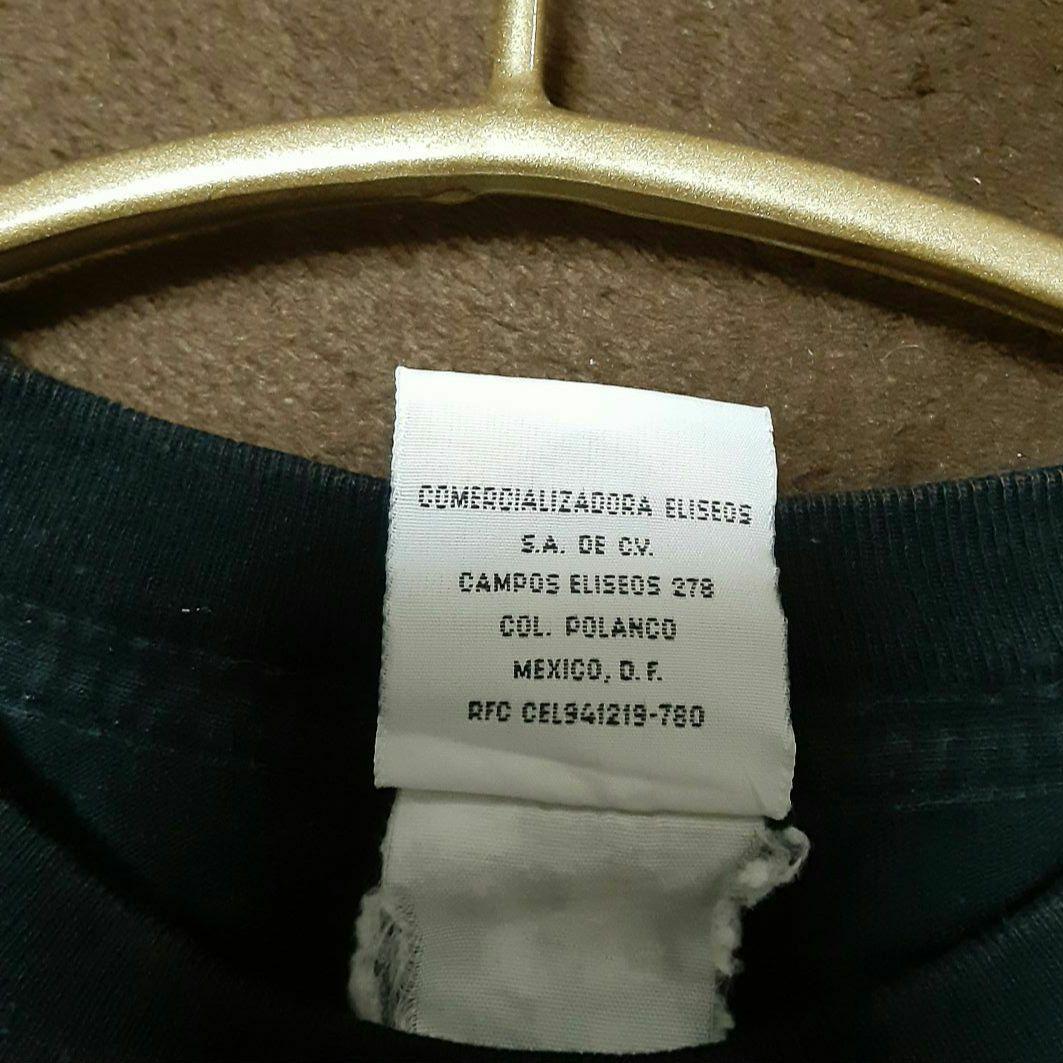 COMERCIALIZADORA ELISEOS
S.A. DE CV.
CAMPOS ELISEOS 278
COL. POLANCO
MEXICO, D.F.
RFC CEL941219-780